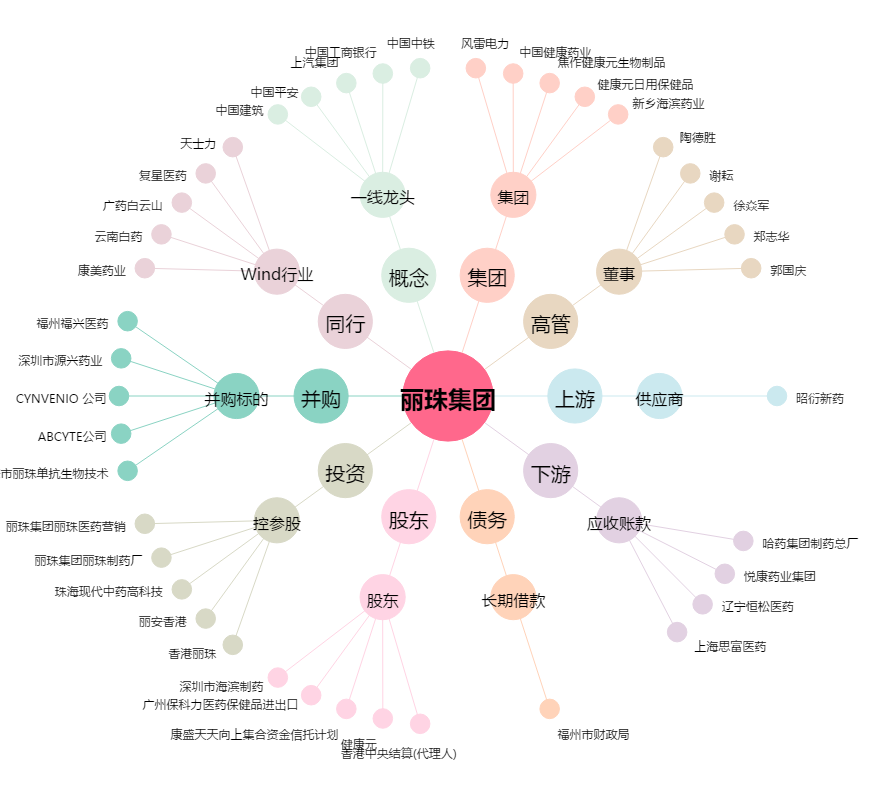 中国中铁
中国工商银行
上汽集团
中国平安
中国建筑
一线龙头
概念
风雷电力
中国健康药业
焦作健康元生物制品
健康元日用保健品
新乡海滨药业
集团
集团
天士力
复星医药
广药白云山
云南白药
康美药业
Wind行业
同行
陶德胜
谢耘
徐焱军
郑志华
郭国庆
董事
高管
福州福兴医药
深圳市源兴药业
CYNVENIO 公司
ABCYTE公司
市丽珠单抗生物技术
并购标的
并购
丽珠集团
上游
供应商
昭衍新药
投资
控参股
丽珠集团丽珠医药营销
丽珠集团丽珠制药厂
珠海现代中药高科技
丽安香港
香港丽珠
下游
应收账款
哈药集团制药总厂
悦康药业集团
辽宁恒松医药
上海思富医药
股东
股东
深圳市海滨制药
广州保科力医药保健品进出口
康盛天天向上集合资金信托计划
健康元
香港中央结算(代理人)
债务
长期借款
福州市财政局